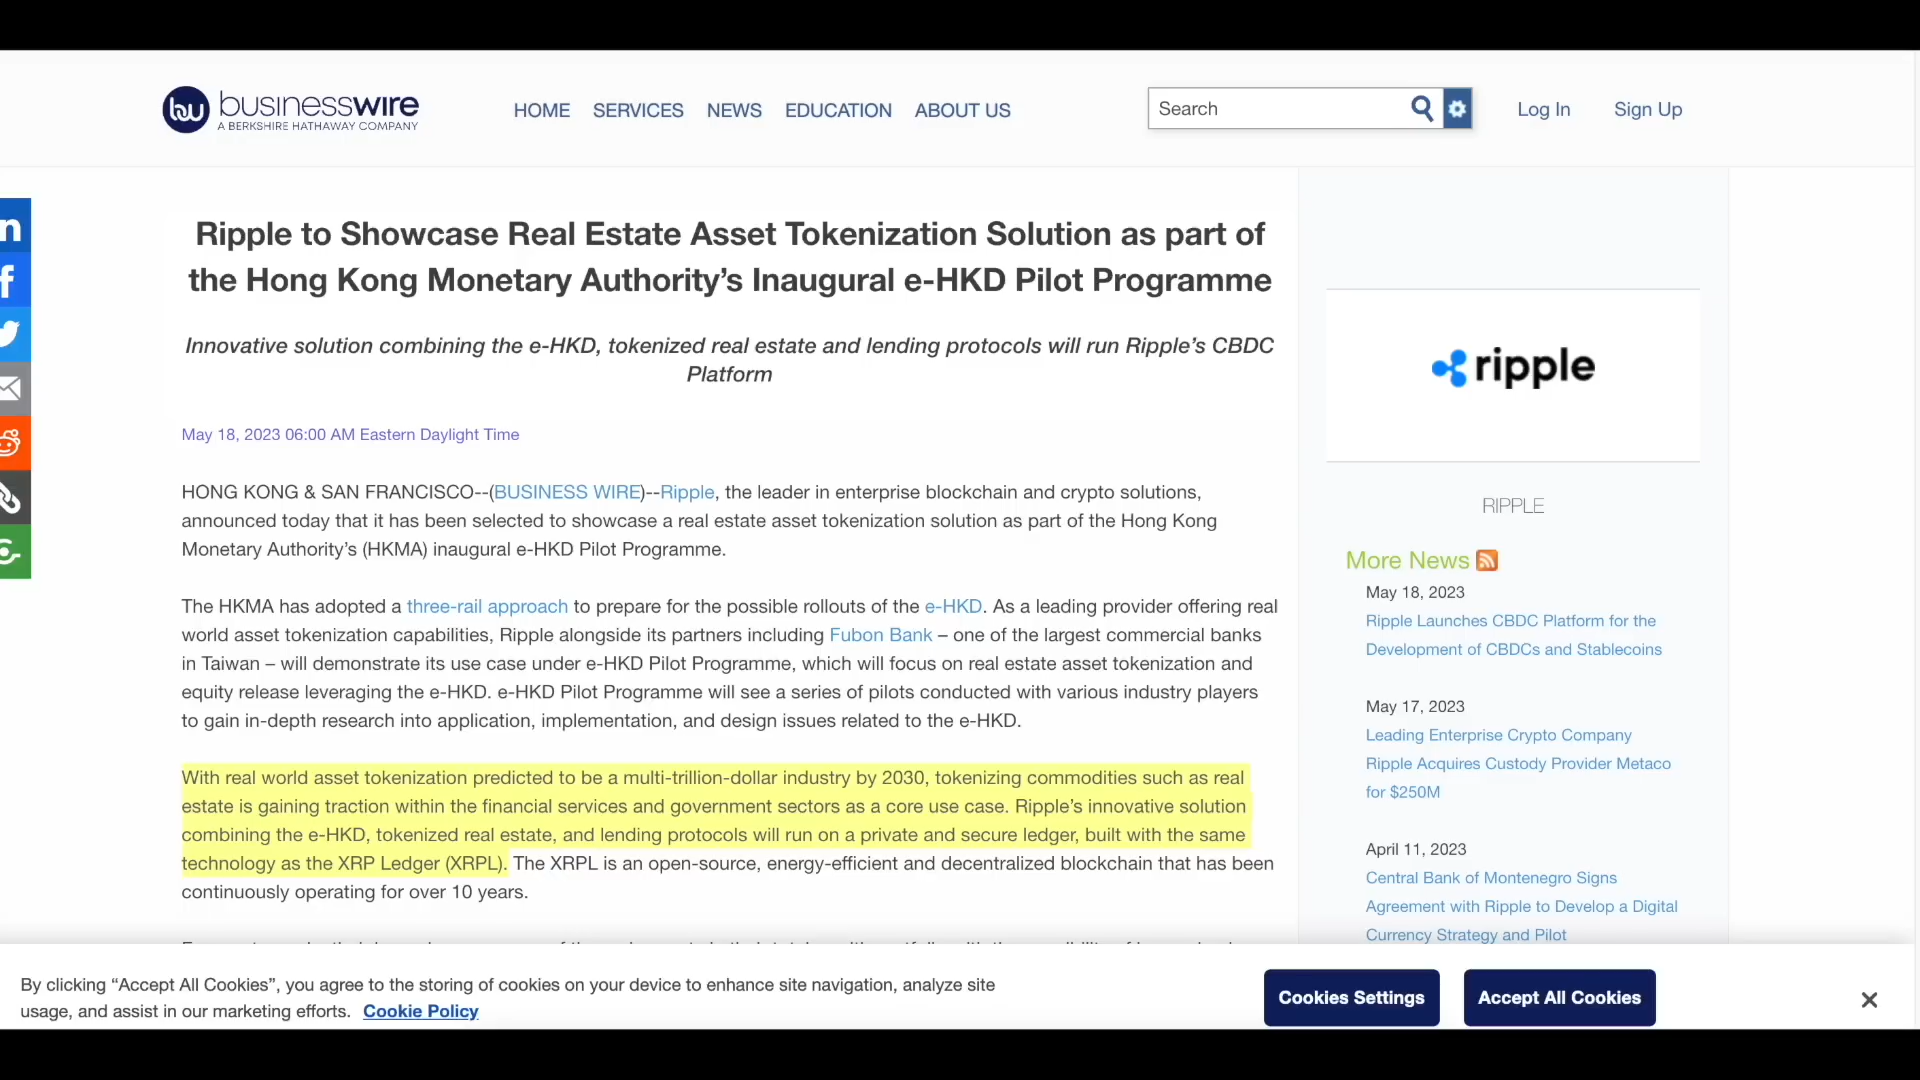 businesswire
A BERKSHIRE HATHAWAY COMPANY
HOME SERVICES NEWS EDUCATION ABOUT US
Search
Log In Sign Up
Ripple to Showcase Real Estate Asset Tokenization Solution as part of
the Hong Kong Monetary Authority’s Inaugural e-HKD Pilot Programme
Innovative solution combining the e-HKD, tokenized real estate and lending protocols will run Ripple’s CBDC
Platform
May 18, 2023 06:00 AM Eastern Daylight Time
HONG KONG & SAN FRANCISCO--(BUSINESS WIRE)--Ripple, the leader in enterprise blockchain and crypto solutions,
announced today that it has been selected to showcase a real estate asset tokenization solution as part of the Hong Kong
Monetary Authority’s (HKMA) inaugural e-HKD Pilot Programme.
The HKMA has adopted a three-rail approach to prepare for the possible rollouts of the e-HKD. As a leading provider offering real
world asset tokenization capabilities, Ripple alongside its partners including Fubon Bank – one of the largest commercial banks
in Taiwan – will demonstrate its use case under e-HKD Pilot Programme, which will focus on real estate asset tokenization and
equity release leveraging the e-HKD. e-HKD Pilot Programme will see a series of pilots conducted with various industry players
to gain in-depth research into application, implementation, and design issues related to the e-HKD.
With real world asset tokenization predicted to be a multi-trillion-dollar industry by 2030, tokenizing commodities such as real
estate is gaining traction within the financial services and government sectors as a core use case. Ripple’s innovative solution
combining the e-HKD, tokenized real estate, and lending protocols will run on a private and secure ledger, built with the same
technology as the XRP Ledger (XRPL). The XRPL is an open-source, energy-efficient and decentralized blockchain that has been
continuously operating for over 10 years.
ripple
RIPPLE
More News
May 18, 2023
Ripple Launches CBDC Platform for the
Development of CBDCs and Stablecoins
May 17, 2023
Leading Enterprise Crypto Company
Ripple Acquires Custody Provider Metaco
for $250M
April 11, 2023
Central Bank of Montenegro Signs
Agreement with Ripple to Develop a Digital
Currency Strategy and Pilot
By clicking “Accept All Cookies”, you agree to the storing of cookies on your device to enhance site navigation, analyze site
usage, and assist in our marketing efforts. Cookie Policy
Cookies Settings
Accept All Cookies